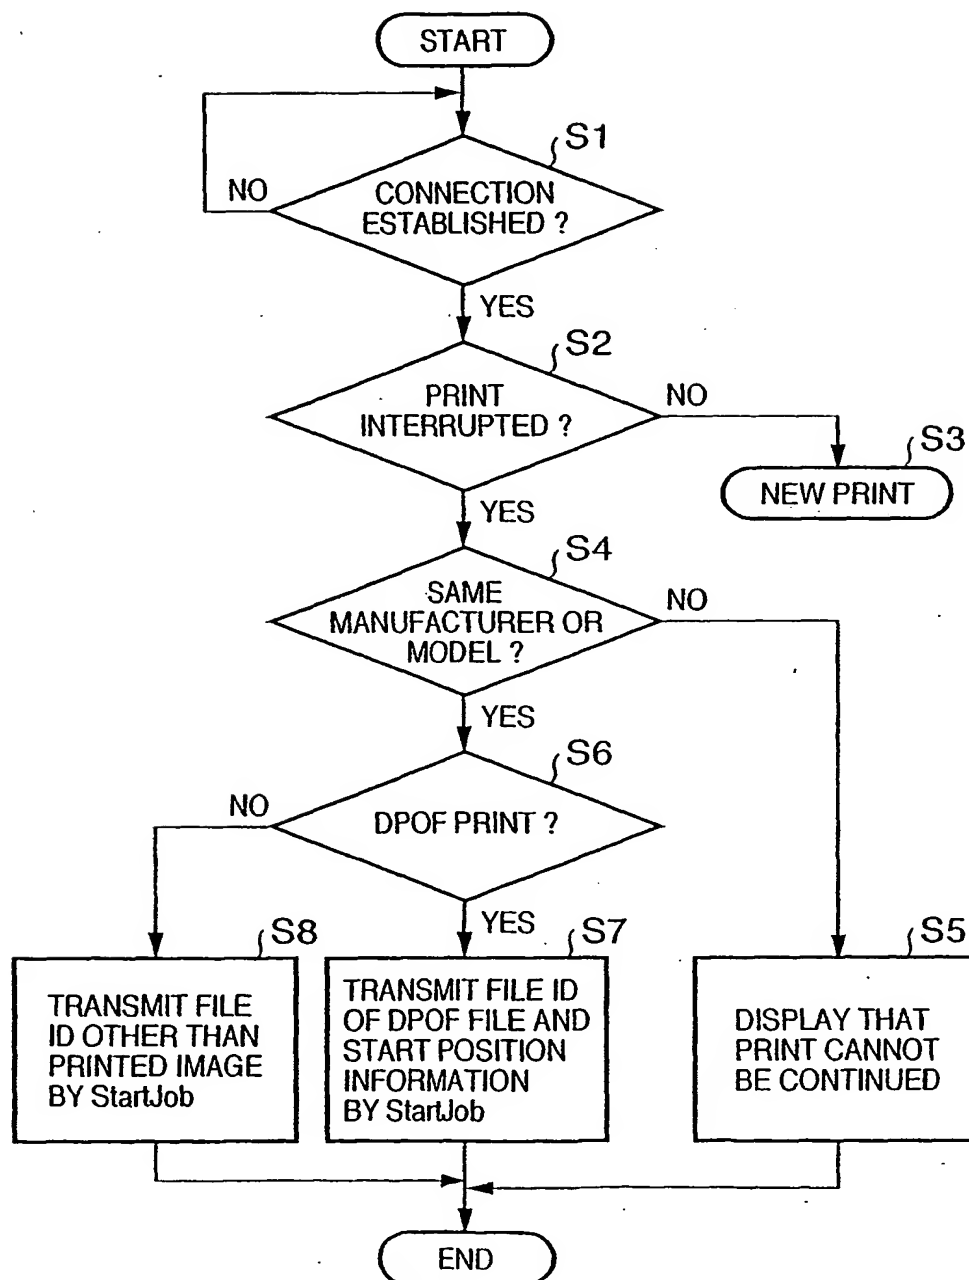 START
S1
NO
CONNECTION
ESTABLISHED ?
YES
S2
PRINT
INTERRUPTED ?
NO
S3
NEW PRINT
YES
S4
SAME
MANUFACTURER OR
MODEL ?
NO
YES
S6
NO
DPOF PRINT ?
YES
S8
TRANSMIT FILE
ID OTHER THAN
PRINTED IMAGE
BY StartJob
S7
TRANSMIT FILE ID
OF DPOF FILE AND
START POSITION
INFORMATION
BY StartJob
S5
DISPLAY THAT
PRINT CANNOT
BE CONTINUED
END